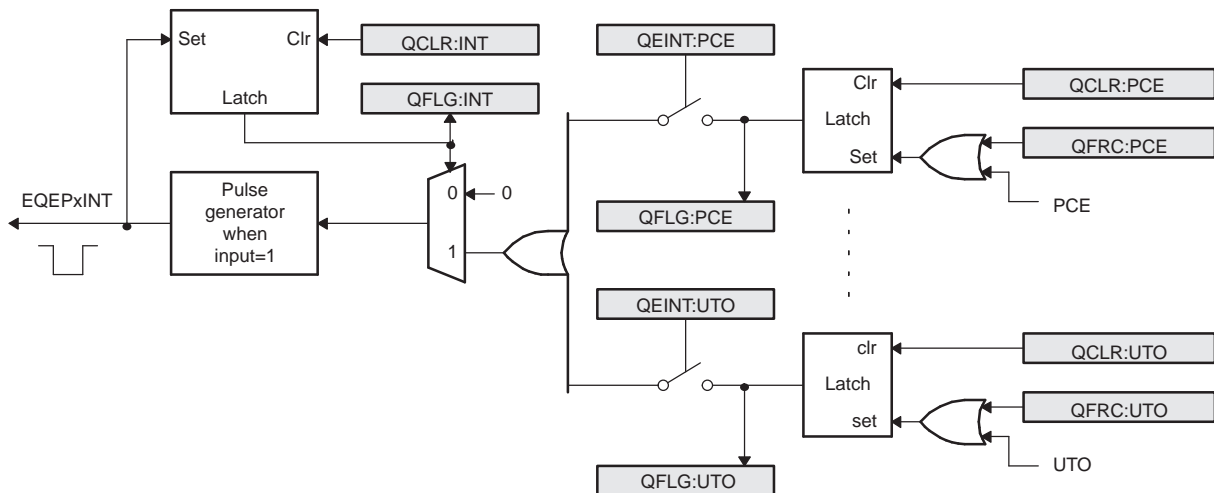 Set
Clr
Latch
QCLR:INT
QFLG:INT
EQEPxINT
Pulse
generator
when
input=1
0
0
1
QEINT:PCE
QFLG:PCE
Clr
Latch
Set
QCLR:PCE
QFRC:PCE
PCE
QEINT:UTO
QFLG:UTO
clr
Latch
set
QCLR:UTO
QFRC:UTO
UTO